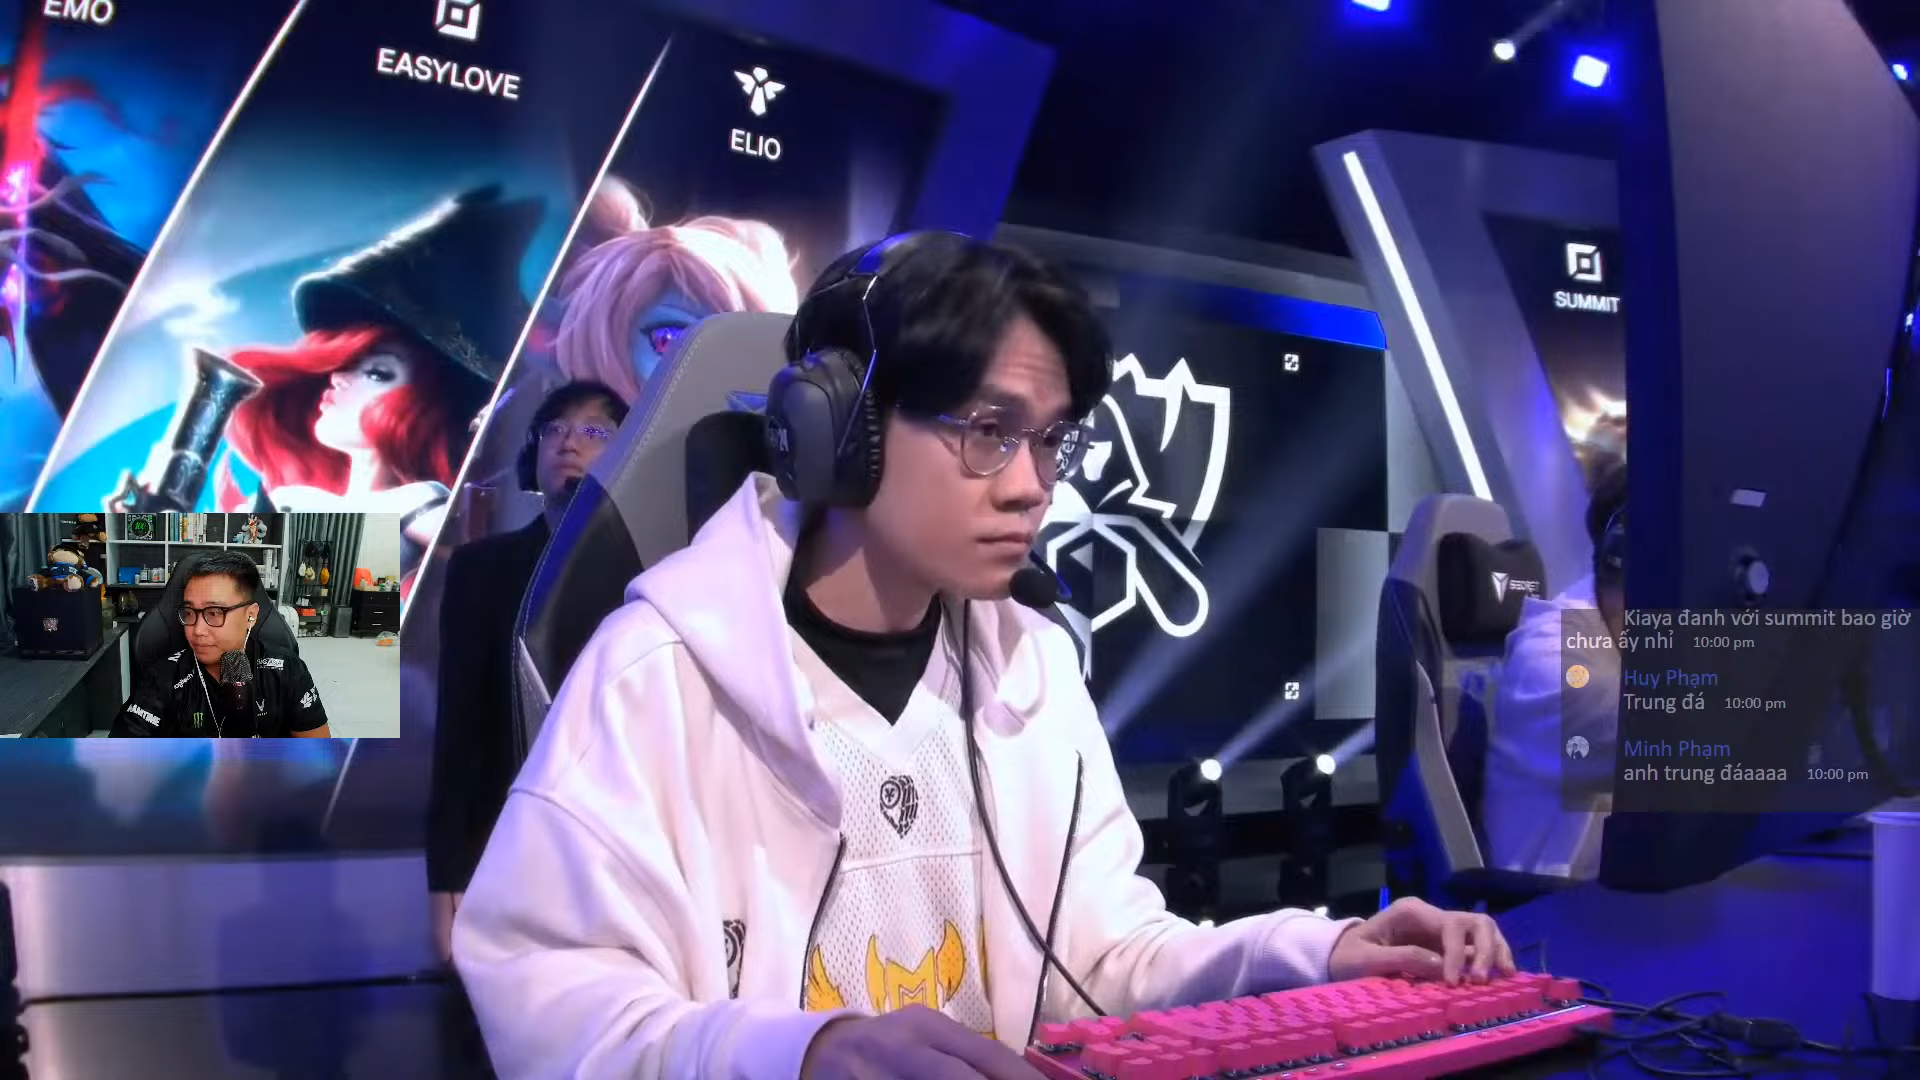 EMO
EASYLOVE
ELIO
SUMMIT
Kiaya đanh với summit bao giờ
chưa ấy nhỉ 10:00 pm
Huy Phạm
Trung đá 10:00 pm
Minh Phạm
anh trung đáaaaa 10:00 pm